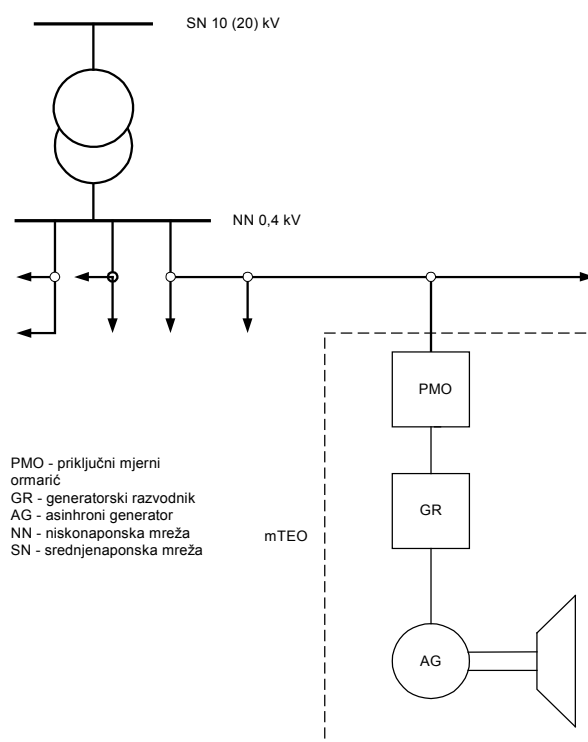 SN 10 (20) kV
NN 0,4 kV
PMO
PMO - priključni mjerni
ormarić
GR - generatorski razvodnik
AG - asinhroni generator
NN - niskonaponska mreža
SN - srednjenaponska mreža
GR
mTEO
AG